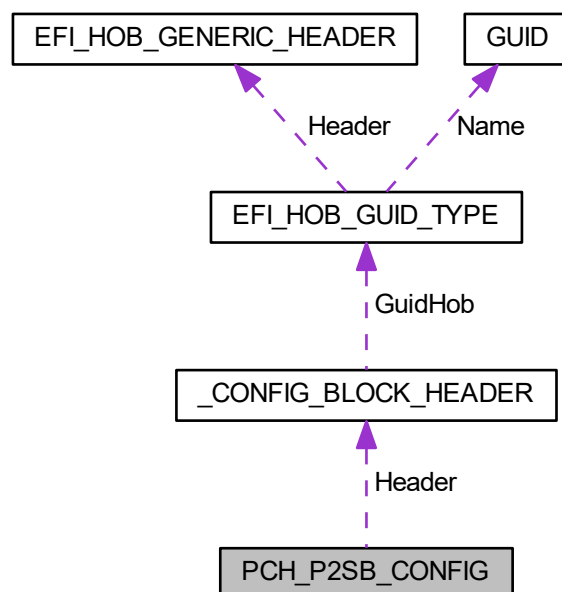 EFI_HOB_GENERIC_HEADER
GUID
Header
Name
EFI_HOB_GUID_TYPE
GuidHob
_CONFIG_BLOCK_HEADER
Header
PCH_P2SB_CONFIG